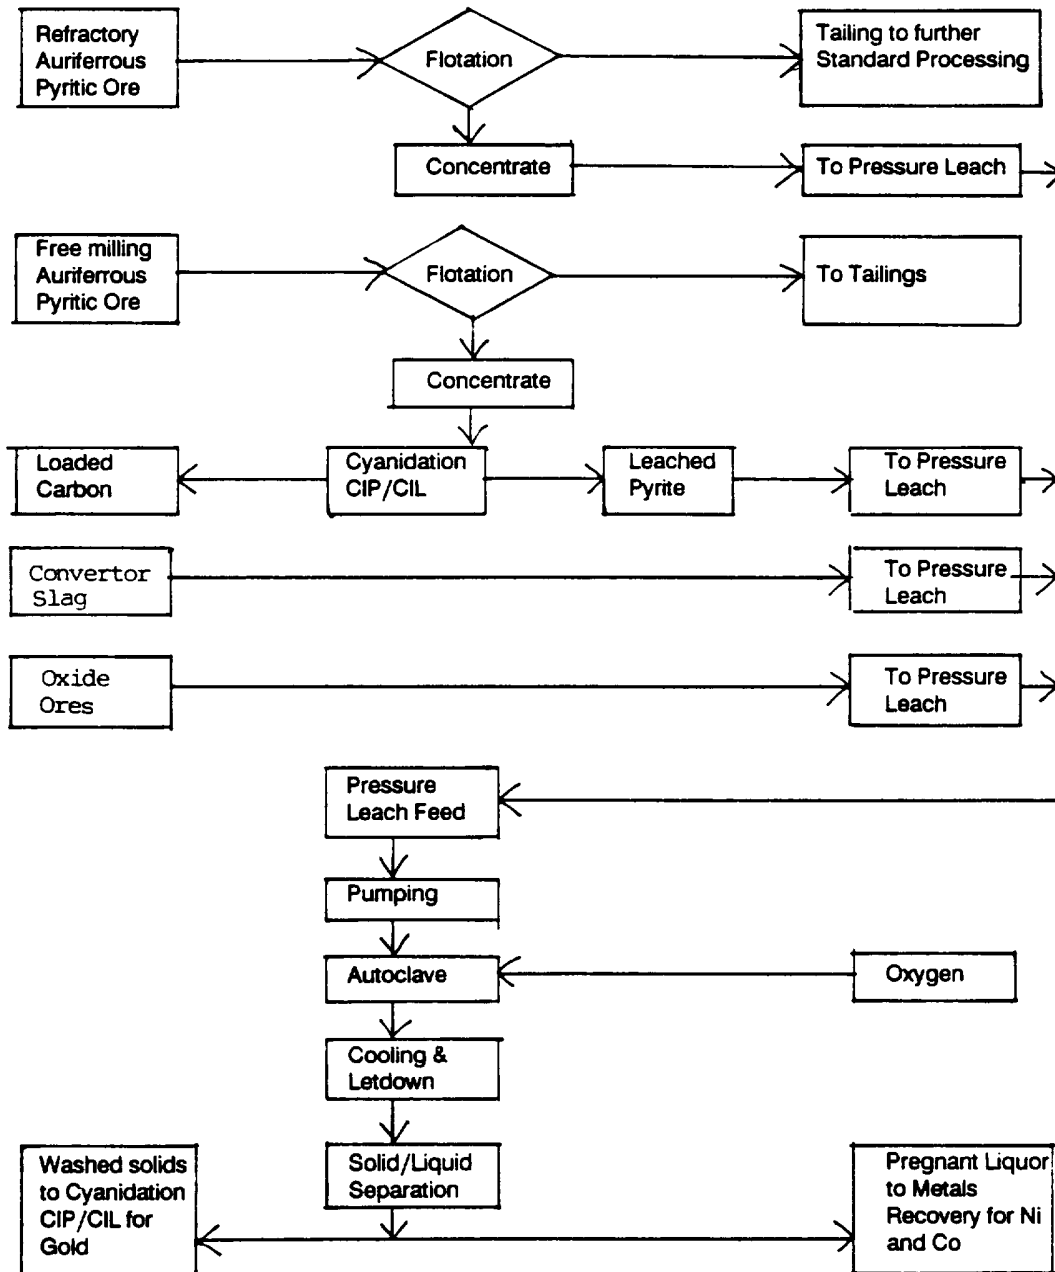 Refractory
Auriferrous
Pyritic Ore
Flotation
Tailing to further
Standard Processing
Concentrate
To Pressure Leach
Free milling
Auriferrous
Pyritic Ore
Flotation
To Tailings
Concentrate
Loaded
Carbon
Cyanidation
CIP/CIL
Leached
Pyrite
To Pressure
Leach
Convertor
Slag
To Pressure
Leach
Oxide
Ores
To Pressure
Leach
Pressure
Leach Feed
Pumping
Autoclave
Oxygen
Cooling &
Letdown
Washed solids
to Cyanidation
CIP/CIL for
Gold
Solid/Liquid
Separation
Pregnant Liquor
to Metals
Recovery for Ni
and Co